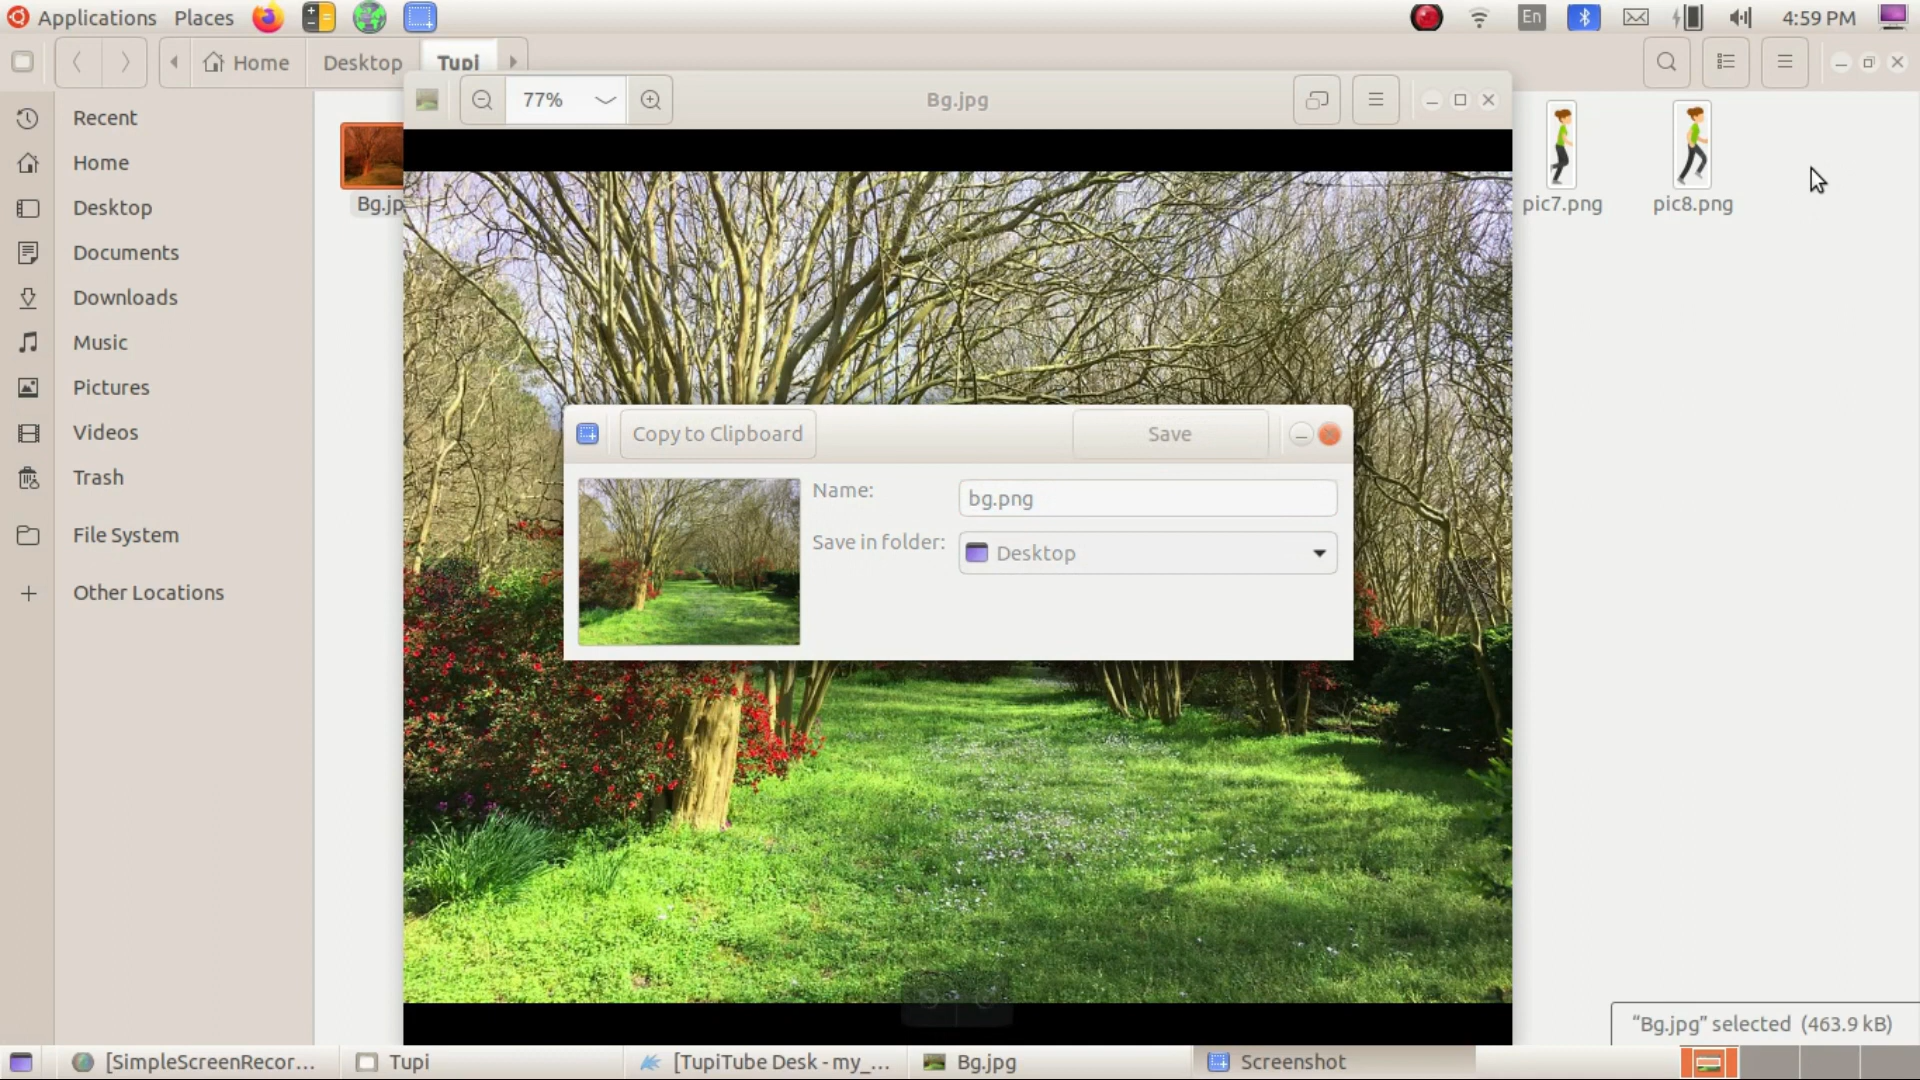 Applications Places En 4:59 PM
Home Desktop Tupi
77% Bg.jpg
Recent
Home
Desktop
Documents
Downloads
Music
Pictures
Videos
Trash
File System
Other Locations
Bg.jp
pic7.png pic8.png
Copy to Clipboard Save
Name: bg.png
Save in folder: Desktop
“Bg.jpg” selected (463.9 kB)
[SimpleScreenRecor... Tupi [TupiTube Desk - my_... Bg.jpg Screenshot